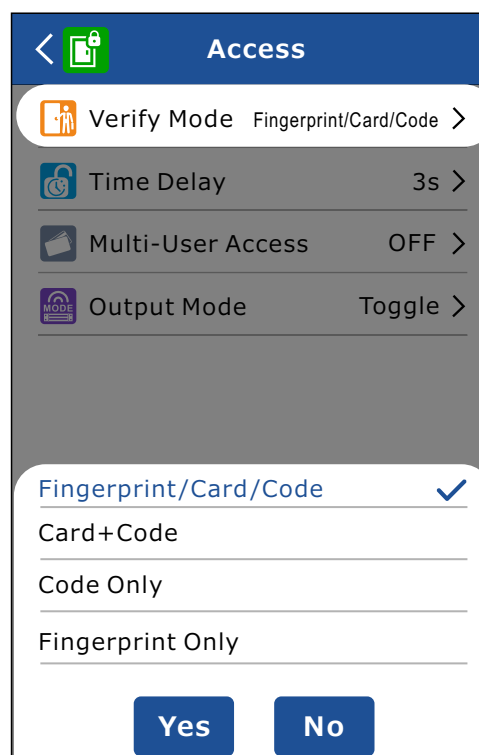 Access
Verify Mode Fingerprint/Card/Code
Time Delay 3s
Multi-User Access OFF
MODE
Output Mode Toggle
Fingerprint/Card/Code
Card+Code
Code Only
Fingerprint Only
Yes No